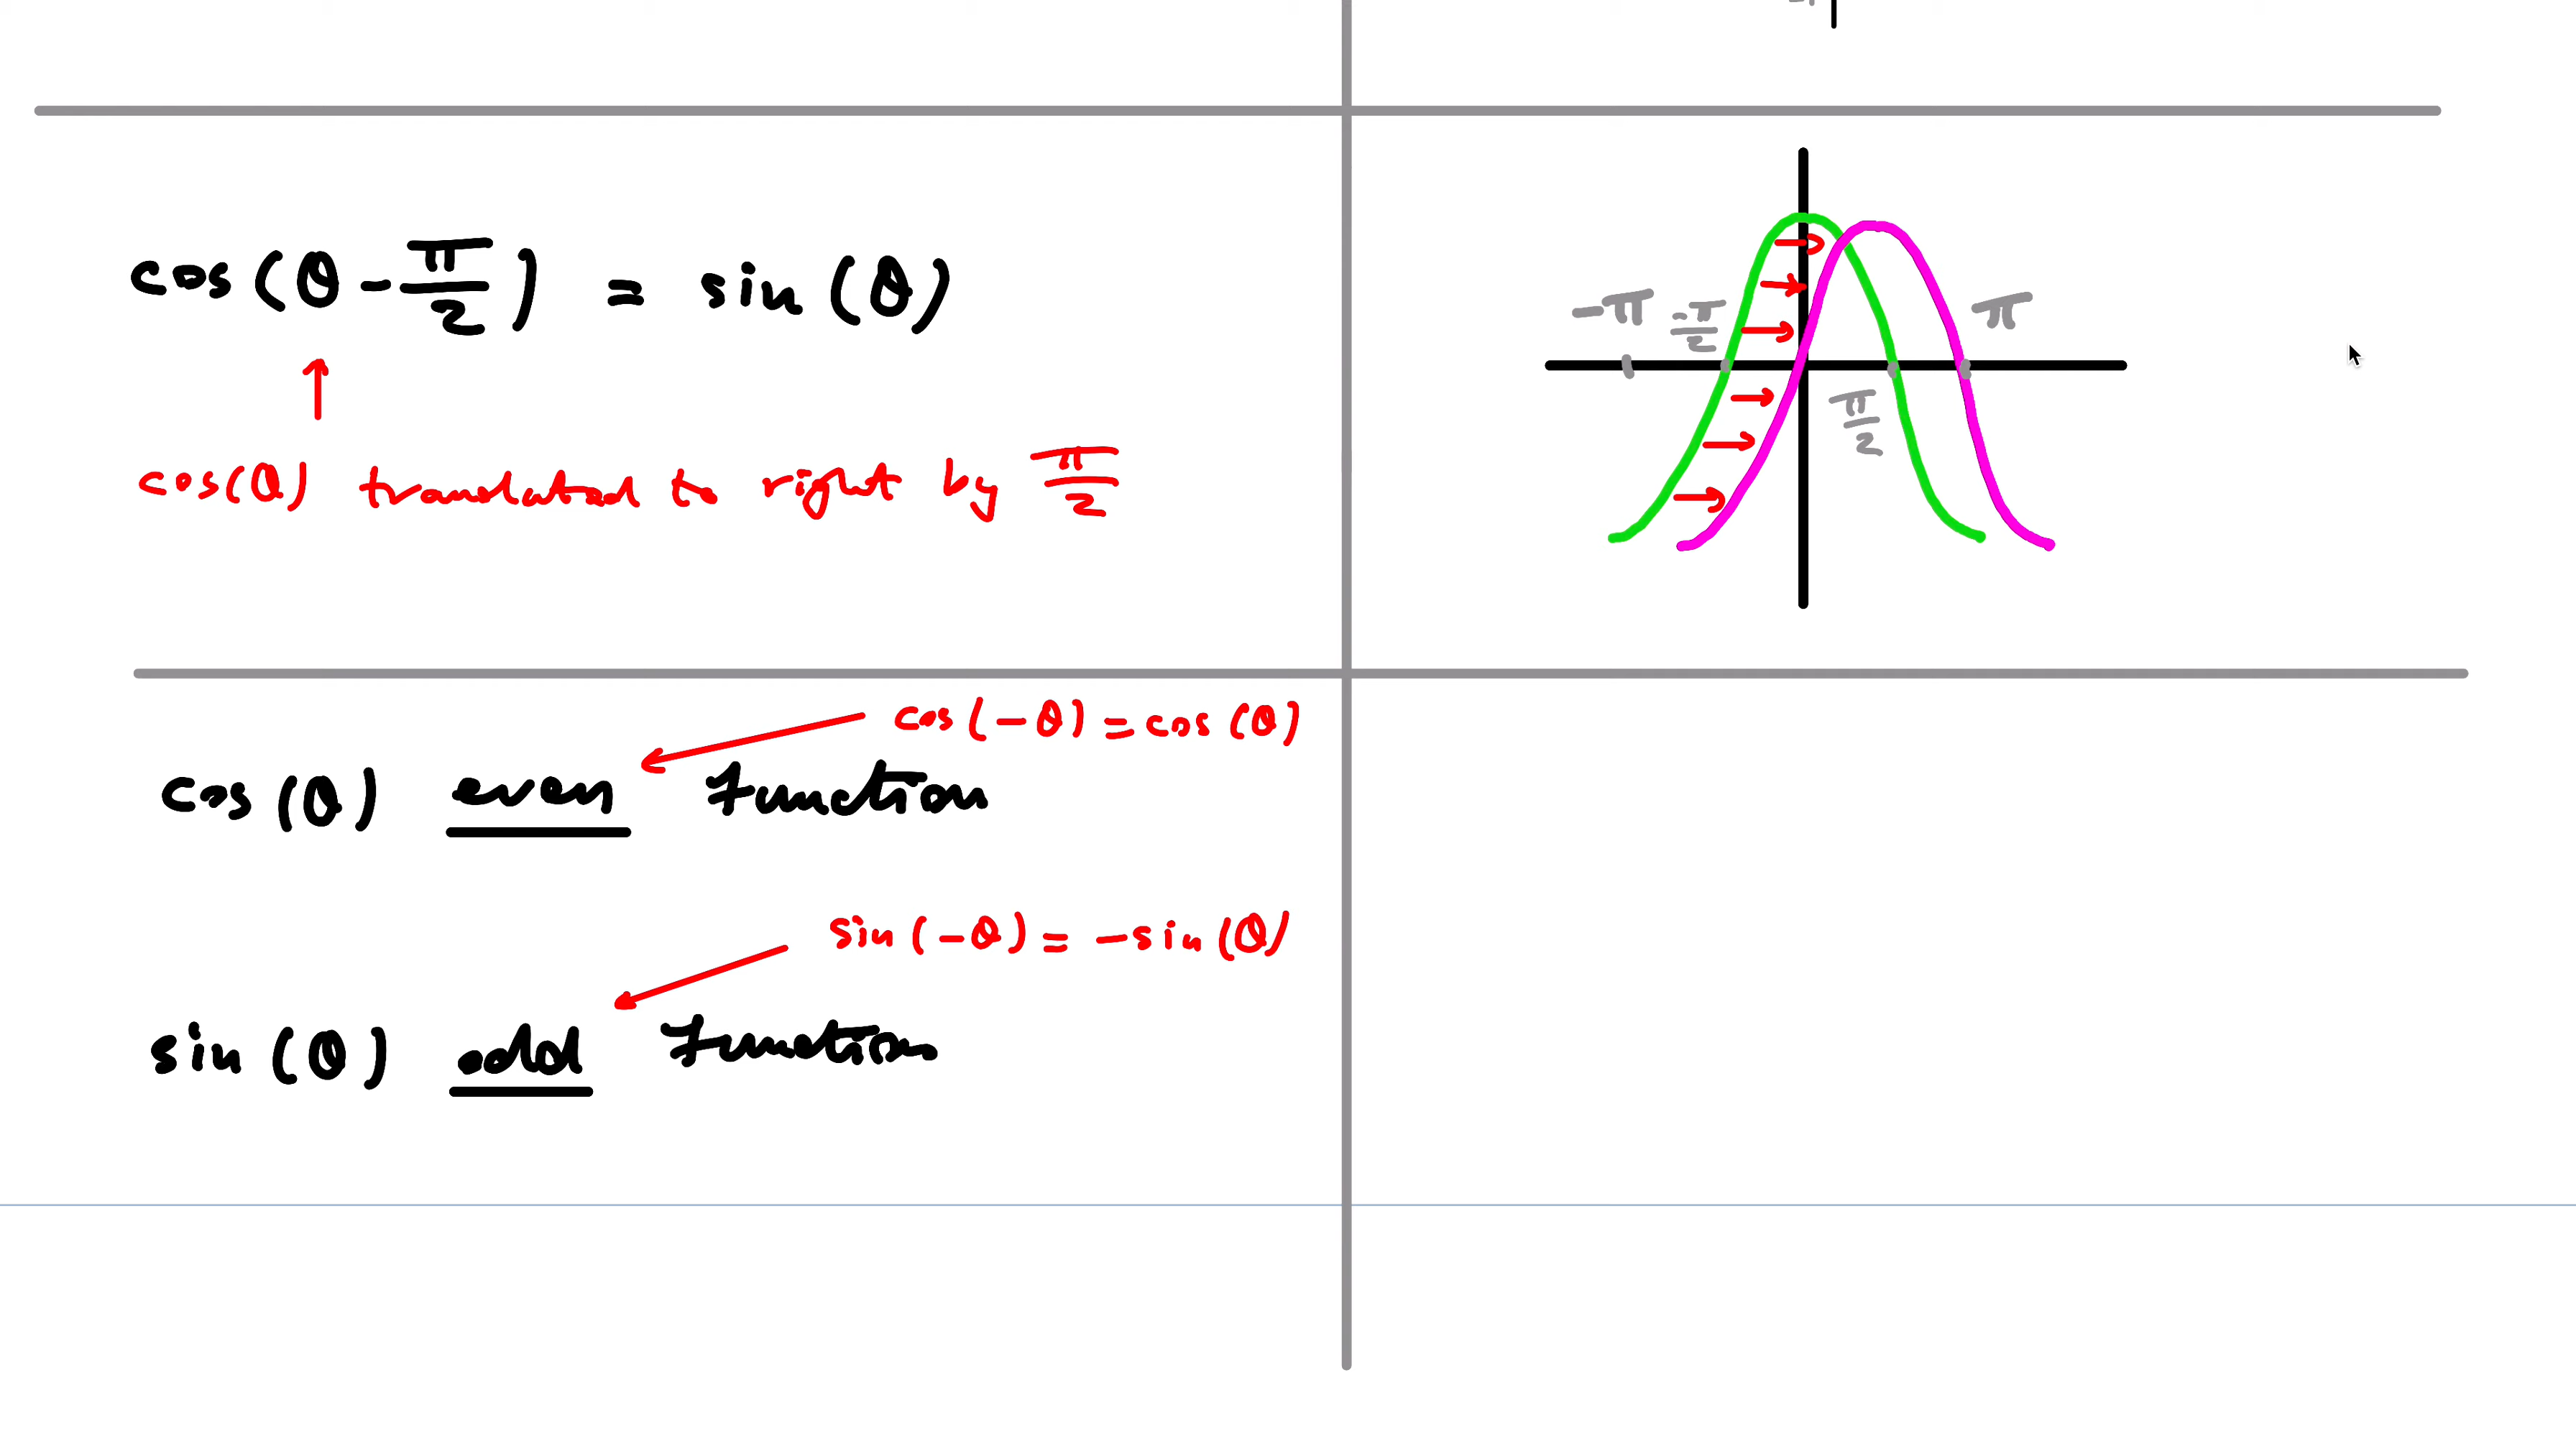 cos(θ - π/2) = sin(θ)
cos(θ) translated to right by π/2
-π
-π/2
π
π/2
cos(-θ) = cos(θ)
cos(θ) even function
sin(-θ) = -sin(θ)
sin(θ) odd function